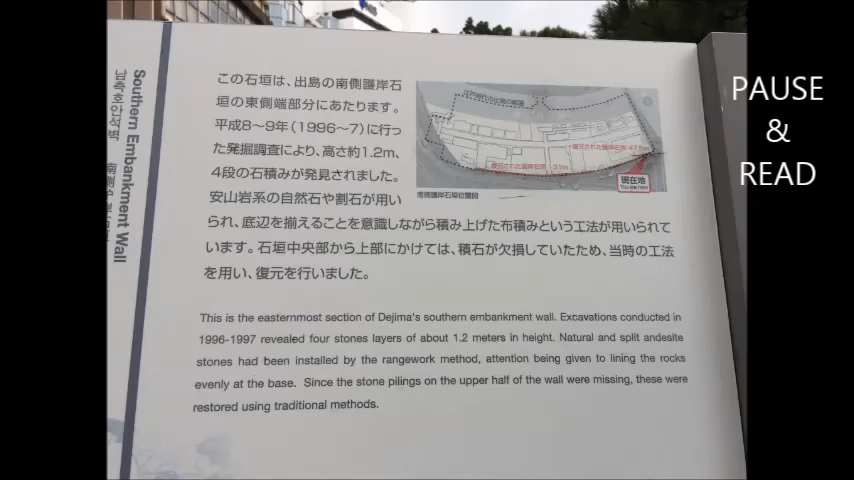 Southern Embankment Wall
この石垣は、出島の南側護岸石
垣の東側端部分にあたります。
平成8～9年（1996～7）に行っ
た発掘調査により、高さ約1.2m、
4段の石積みが発見されました。
安山岩系の自然石や割石が用い
られ、底辺を揃えることを意識しながら積み上げた布積みという工法が用いられて
います。石垣中央部から上部にかけては、積石が欠損していたため、当時の工法
を用い、復元を行いました。
現在地
You are here
南側護岸石垣位置図
This is the easternmost section of Dejima's southern embankment wall. Excavations conducted in
1996-1997 revealed four stones layers of about 1.2 meters in height. Natural and split andesite
stones had been installed by the rangework method, attention being given to lining the rocks
evenly at the base. Since the stone pilings on the upper half of the wall were missing, these were
restored using traditional methods.
PAUSE
&
READ